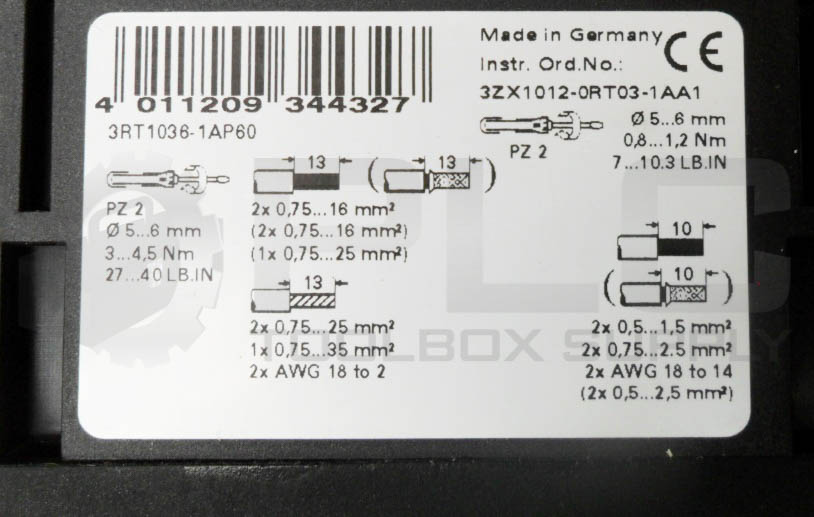 Made in Germany CE
Instr. Ord.No.:
3ZX1012-0RT03-1AA1
4 011209 344327
3RT1036-1AP60
PZ 2
Ø 5...6 mm
0,8...1,2 Nm
7...10.3 LB.IN
PZ 2
Ø 5...6 mm
3...4,5 Nm
27...40 LB.IN
13
( 13 )
2x 0,75...16 mm²
(2x 0,75...16 mm²)
(1x 0,75...25 mm²)
13
2x 0,75...25 mm²
1x 0,75...35 mm²
2x AWG 18 to 2
10
( 10 )
2x 0,5...1,5 mm²
2x 0,75...2.5 mm²
2x AWG 18 to 14
(2x 0,5...2,5 mm²)
PLC
TOOLBOX SUPPLY